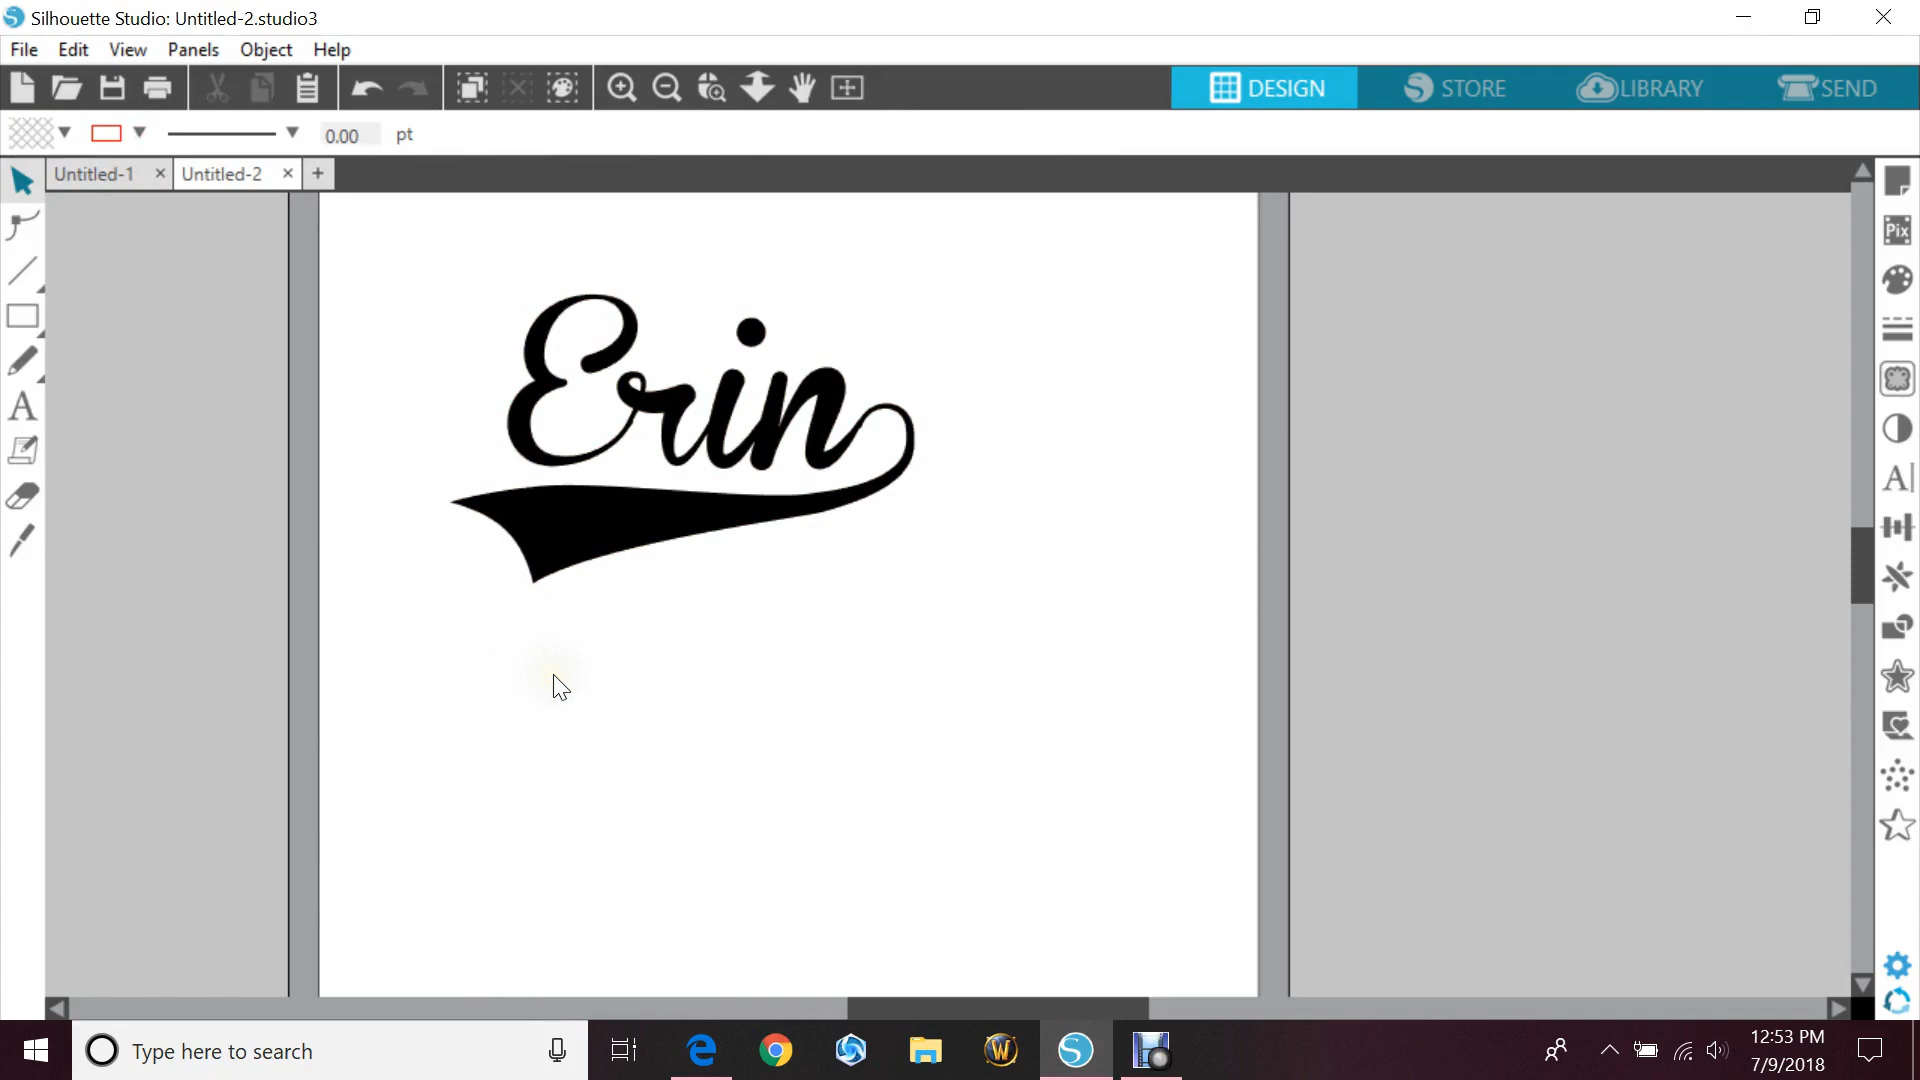 Silhouette Studio: Untitled-2.studio3
File Edit View Panels Object Help
DESIGN STORE LIBRARY SEND
0.00 pt
Untitled-1 Untitled-2
Pix
A
A
Erin
Type here to search
12:53 PM
7/9/2018